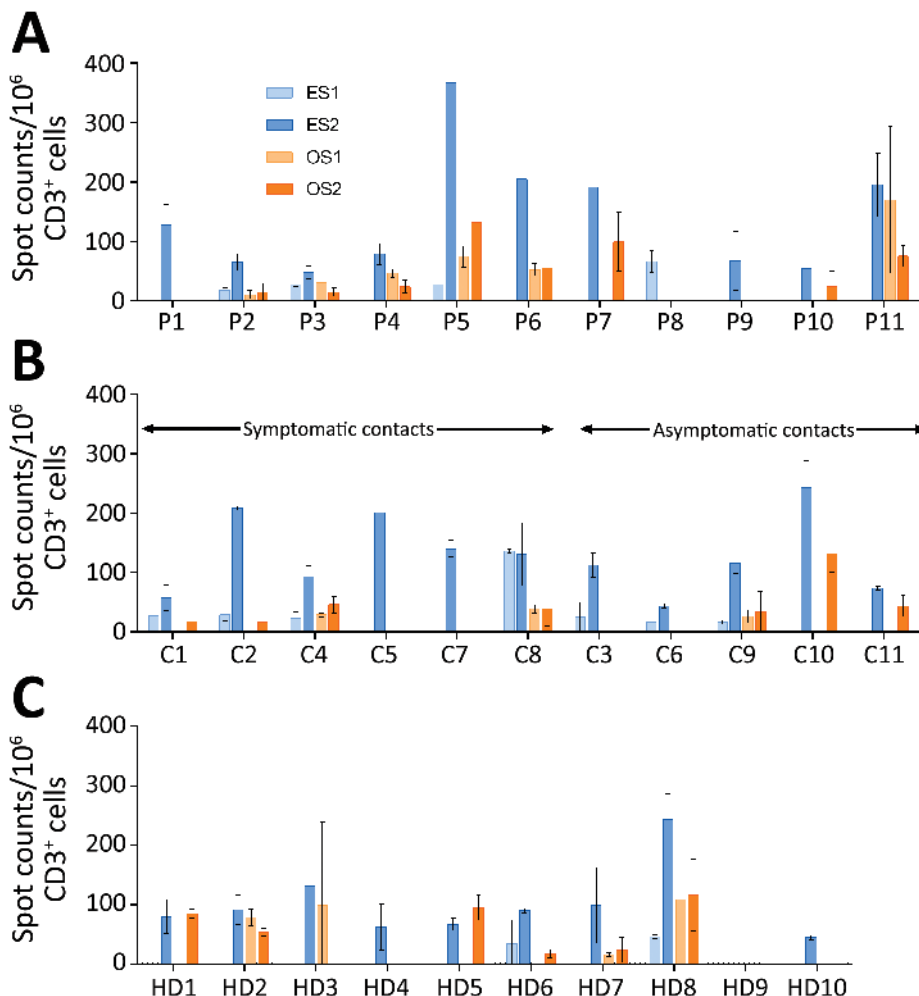 A
Spot counts/10⁶
CD3⁺ cells
400
300
200
100
0
ES1
ES2
OS1
OS2
P1 P2 P3 P4 P5 P6 P7 P8 P9 P10 P11
B
Spot counts/10⁶
CD3⁺ cells
400
300
200
100
0
Symptomatic contacts Asymptomatic contacts
C1 C2 C4 C5 C7 C8 C3 C6 C9 C10 C11
C
Spot counts/10⁶
CD3⁺ cells
400
300
200
100
0
HD1 HD2 HD3 HD4 HD5 HD6 HD7 HD8 HD9 HD10